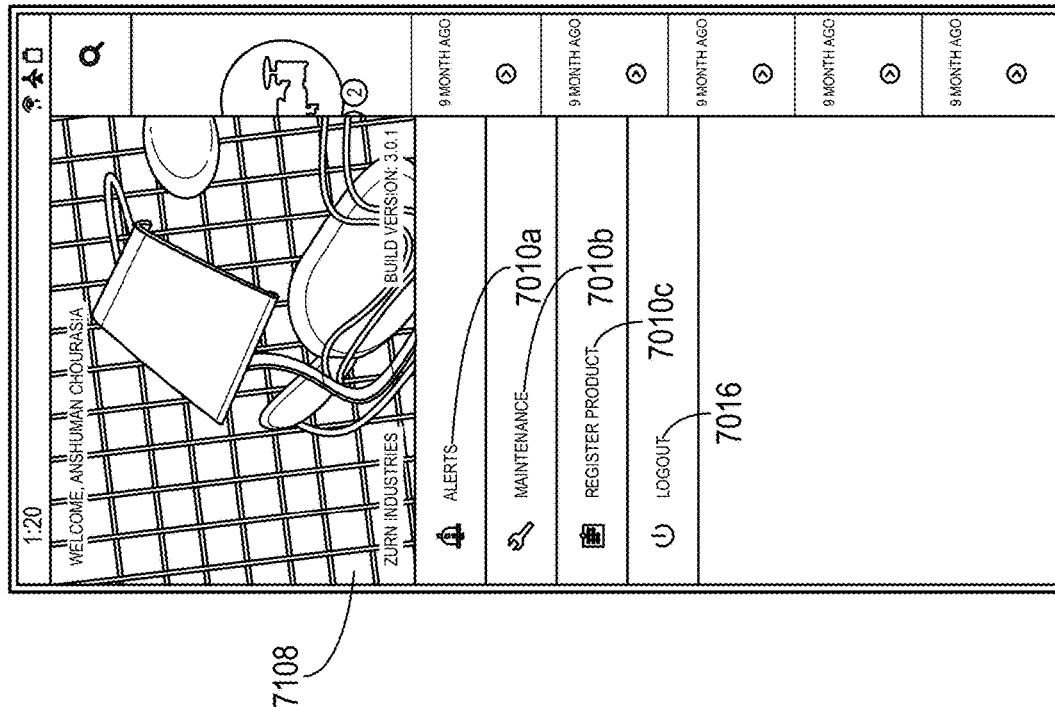 1:20
WELCOME, ANSHUMAN CHOURASIA
ZURN INDUSTRIES
BUILD VERSION: 3.0.1
2
7108
ALERTS
7010a
9 MONTH AGO
MAINTENANCE
7010b
9 MONTH AGO
REGISTER PRODUCT
7010c
9 MONTH AGO
LOGOUT
7016
9 MONTH AGO
9 MONTH AGO